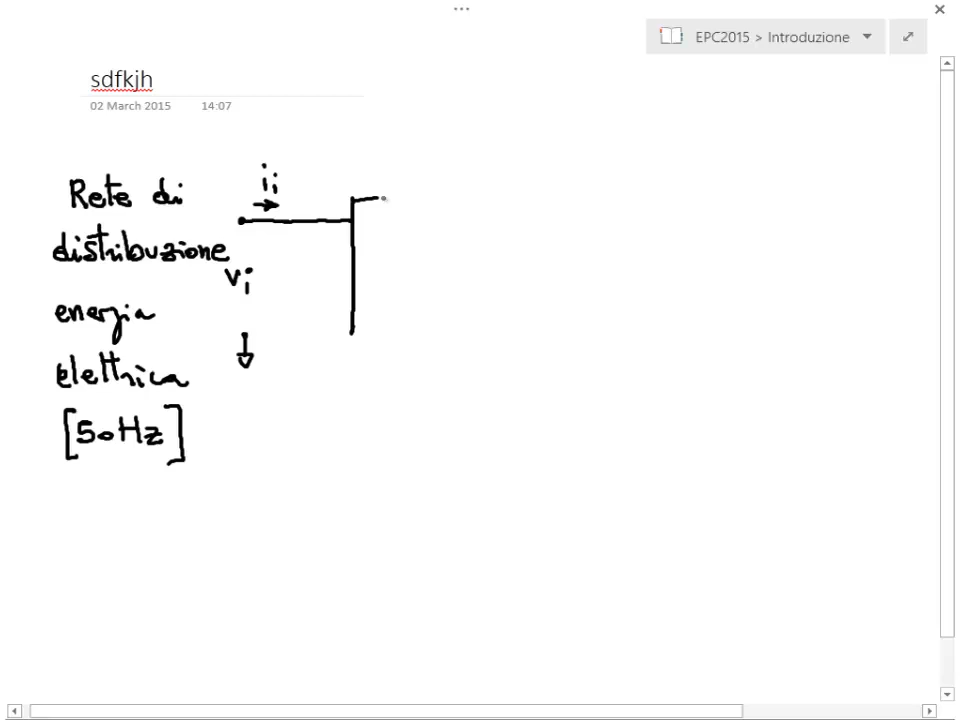 EPC2015 > Introduzione
sdfkjh
02 March 2015 14:07
Rete di
distribuzione
energia
elettrica
[50Hz]
ii
vi